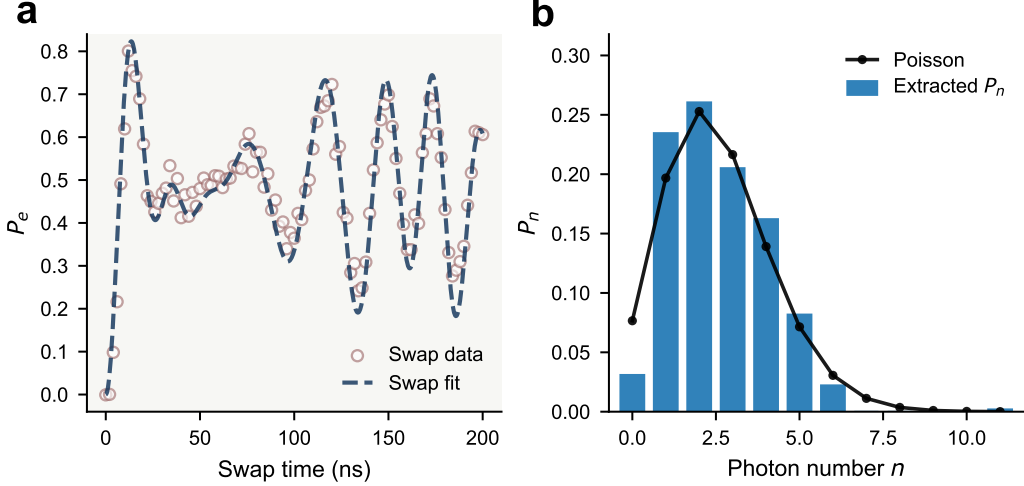 a
0.8
0.7
0.6
0.5
0.4
0.3
0.2
0.1
0.0
Pe
0
50
100
150
200
Swap time (ns)
Swap data
Swap fit
b
0.30
0.25
0.20
0.15
0.10
0.05
0.00
Pn
0.0
2.5
5.0
7.5
10.0
Photon number n
Poisson
Extracted Pn